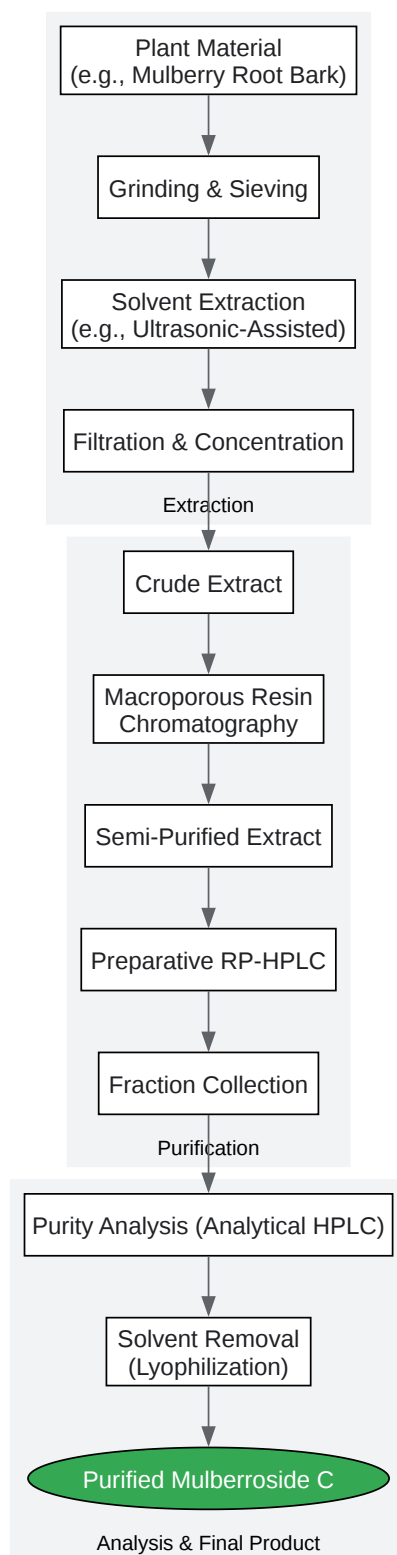 Plant Material
(e.g., Mulberry Root Bark)
Grinding & Sieving
Solvent Extraction
(e.g., Ultrasonic-Assisted)
Filtration & Concentration
Extraction
Crude Extract
Macroporous Resin
Chromatography
Semi-Purified Extract
Preparative RP-HPLC
Fraction Collection
Purification
Purity Analysis (Analytical HPLC)
Solvent Removal
(Lyophilization)
Purified Mulberroside C
Analysis & Final Product